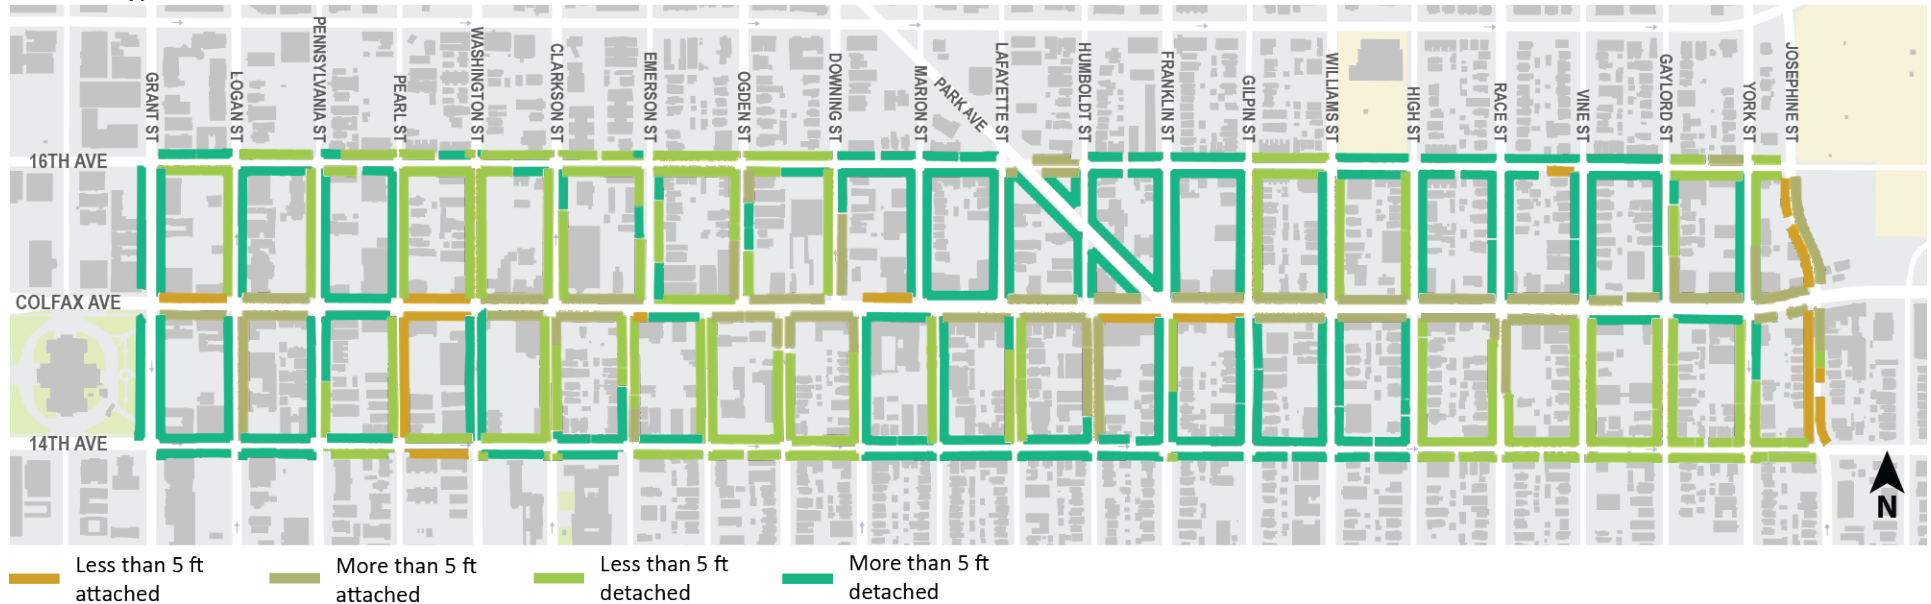 GRANT ST
LOGAN ST
PENNSYLVANIA ST
PEARL ST
WASHINGTON ST
CLARKSON ST
EMERSON ST
OGDEN ST
DOWNING ST
MARION ST
PARK AVE
LAFAYETTE ST
HUMBOLDT ST
FRANKLIN ST
GILPIN ST
WILLIAMS ST
HIGH ST
RACE ST
VINE ST
GAYLORD ST
YORK ST
JOSEPHINE ST
16TH AVE
COLFAX AVE
14TH AVE
N
Less than 5 ft
attached
More than 5 ft
attached
Less than 5 ft
detached
More than 5 ft
detached